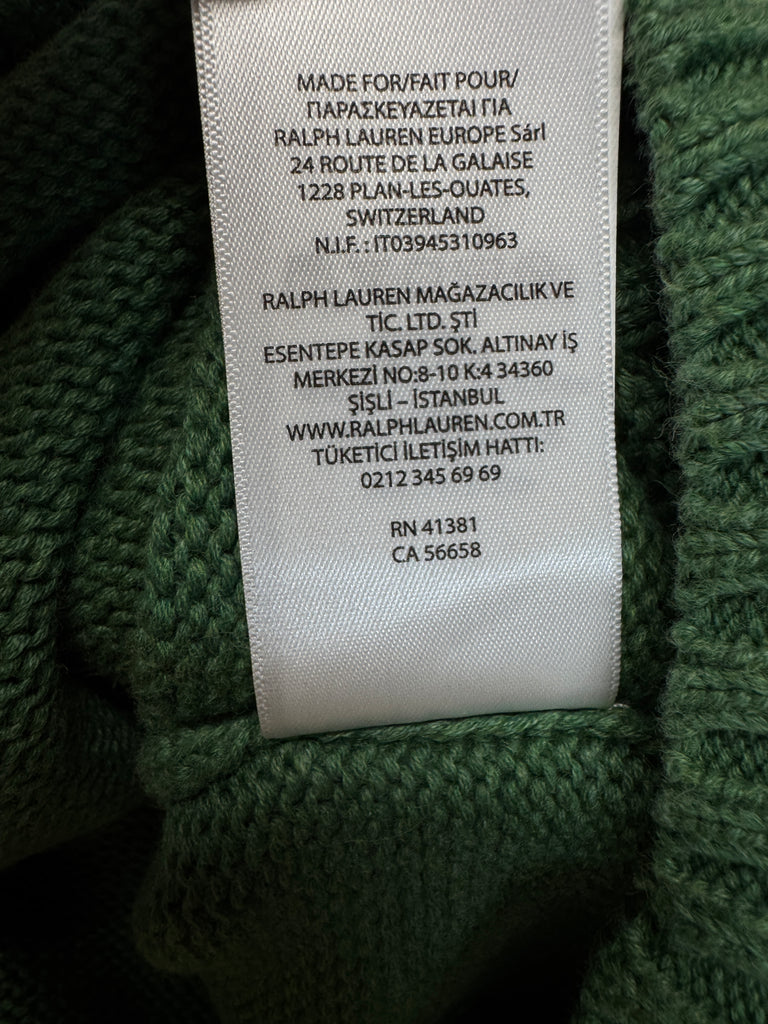 MADE FOR/FAIT POUR/
ΠΑΡΑΣΚΕΥΑΖΕΤΑΙ ΓΙΑ
RALPH LAUREN EUROPE Sárl
24 ROUTE DE LA GALAISE
1228 PLAN-LES-OUATES,
SWITZERLAND
N.I.F. : IT03945310963
RALPH LAUREN MAĞAZACILIK VE
TİC. LTD. ŞTİ
ESENTEPE KASAP SOK. ALTINAY İŞ
MERKEZİ NO:8-10 K:4 34360
ŞİŞLİ – İSTANBUL
WWW.RALPHLAUREN.COM.TR
TÜKETİCİ İLETİŞİM HATTI:
0212 345 69 69
RN 41381
CA 56658